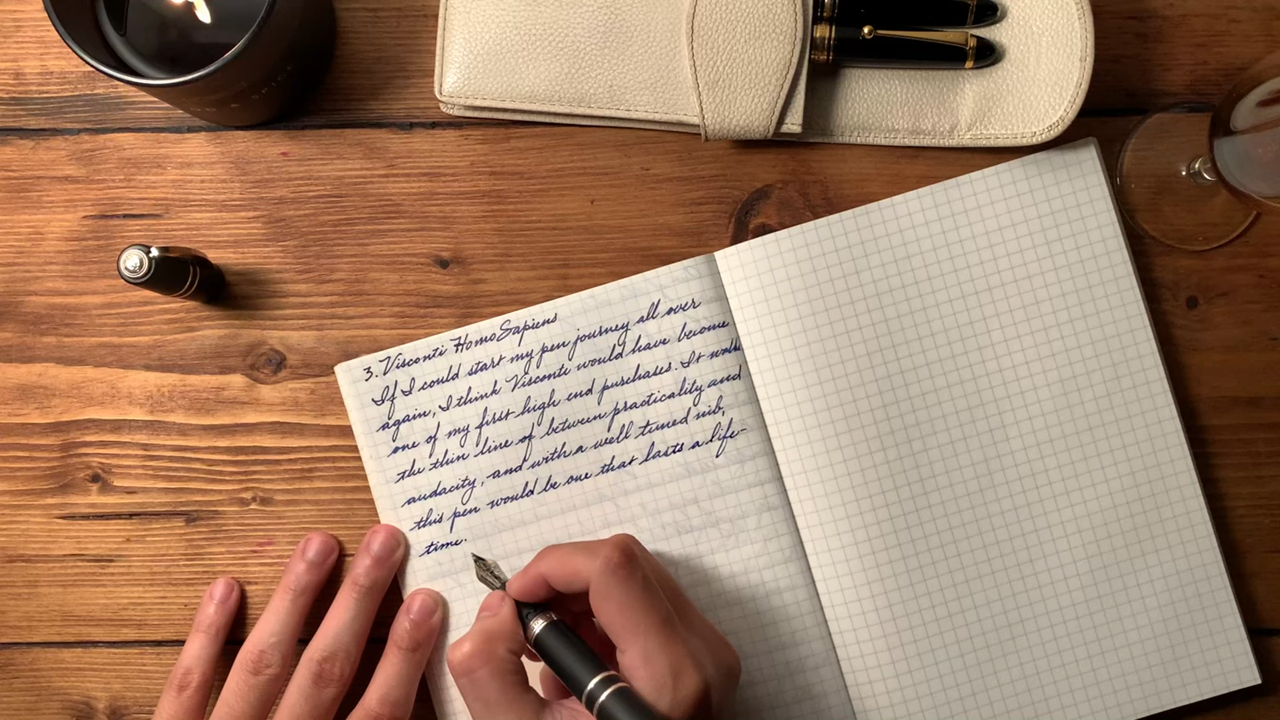 3. Visconti Homo Sapiens
If I could start my pen journey all over
again, I think Visconti would have become
one of my first high end purchases. It walks
the thin line of between practicality and
audacity, and with a well tuned nib,
this pen would be one that lasts a life-
time.